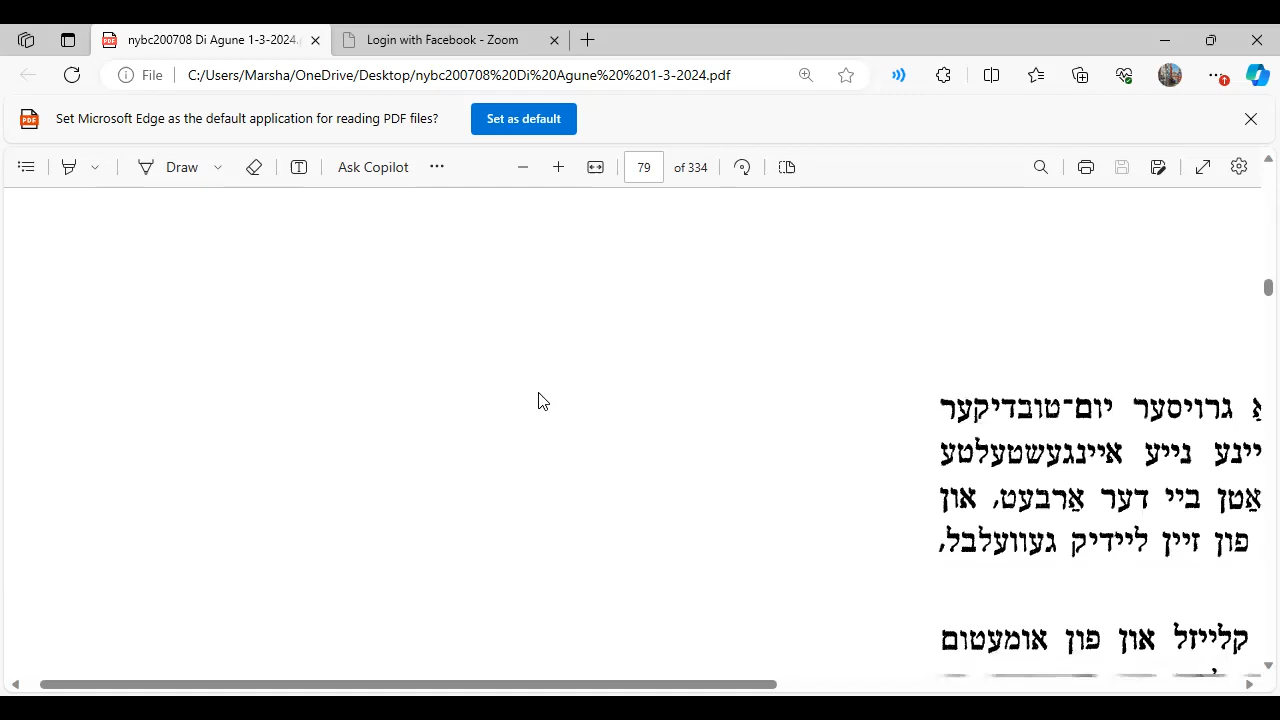 nybc200708 Di Agune 1-3-2024.
Login with Facebook - Zoom
File
C:/Users/Marsha/OneDrive/Desktop/nybc200708%20Di%20Agune%20%201-3-2024.pdf
Set Microsoft Edge as the default application for reading PDF files?
Set as default
Draw
Ask Copilot
79
of 334
אַ גרויסער יום־טובדיקער
יינע נייע איינגעשטעלטע
אַטן ביי דער אַרבעט, און
פון זיין ליידיק געוועלבל,
קלייזל און פון אומעטום